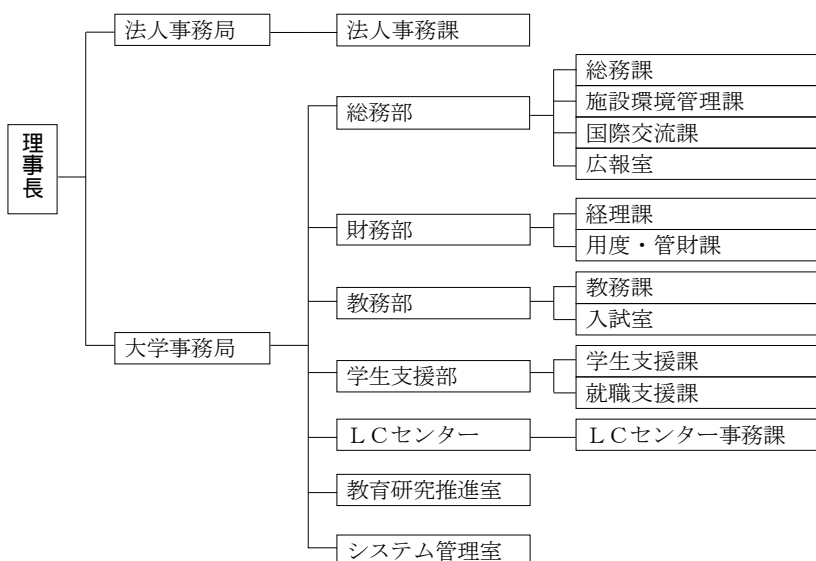 理事長
法人事務局
法人事務課
大学事務局
総務部
総務課
施設環境管理課
国際交流課
広報室
財務部
経理課
用度・管財課
教務部
教務課
入試室
学生支援部
学生支援課
就職支援課
ＬＣセンター
ＬＣセンター事務課
教育研究推進室
システム管理室